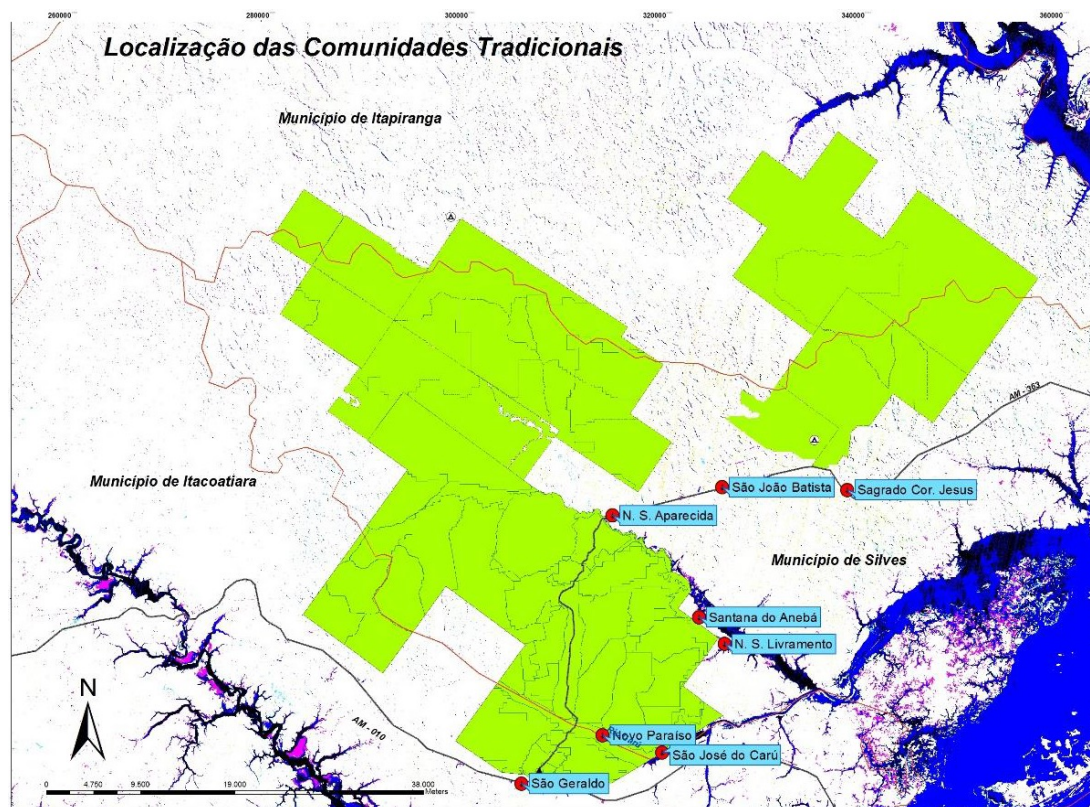 260000 280000 300000 320000 340000 360000
Localização das Comunidades Tradicionais
Município de Itapiranga
AM - 363
Município de Itacoatiara
São João Batista
Sagrado Cor. Jesus
N. S. Aparecida
Município de Silves
Santana do Anebá
N. S. Livramento
N
AM - 010
Novo Paraíso
São José do Carú
São Geraldo
0 4.750 9.500 19.000 38.000
Meters